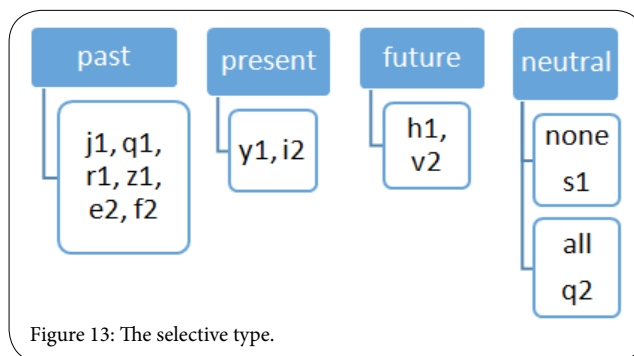 past
j1, q1,
r1, z1,
e2, f2
present
y1, i2
future
h1,
v2
neutral
none
s1
all
q2
Figure 13: The selective type.